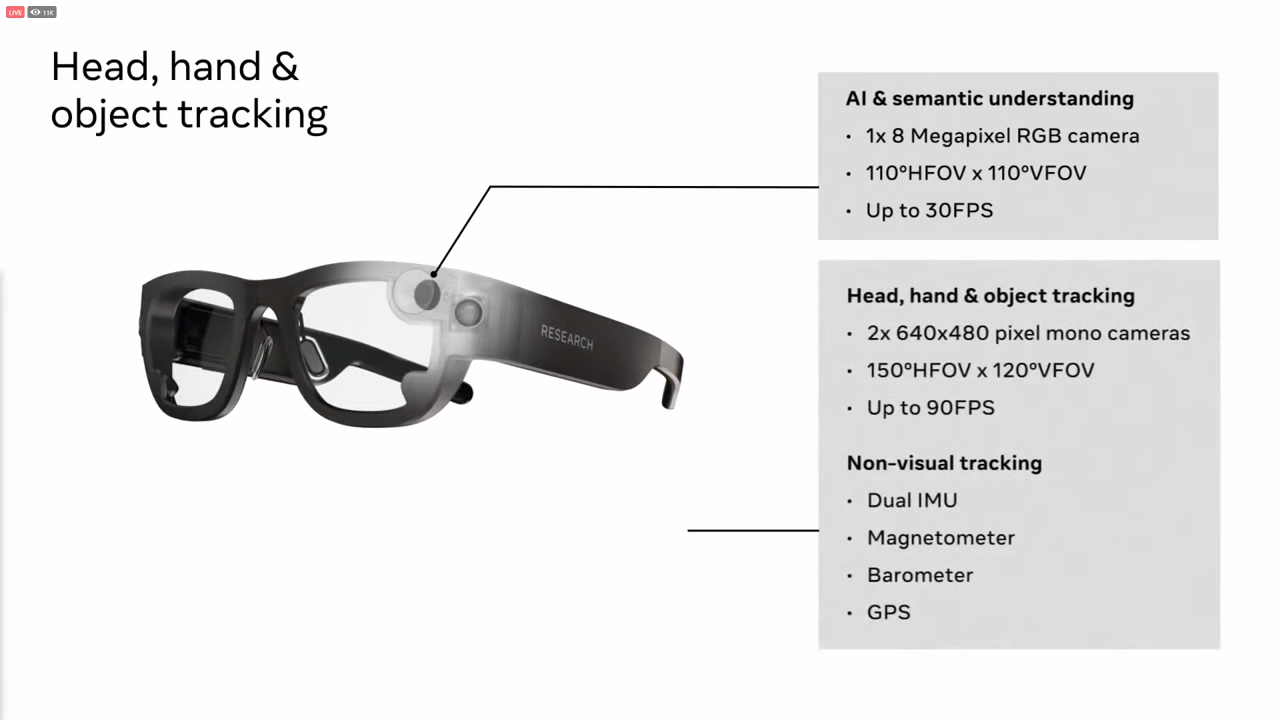 LIVE 11K
Head, hand &
object tracking
AI & semantic understanding
• 1x 8 Megapixel RGB camera
• 110°HFOV x 110°VFOV
• Up to 30FPS
RESEARCH
Head, hand & object tracking
• 2x 640x480 pixel mono cameras
• 150°HFOV x 120°VFOV
• Up to 90FPS
Non-visual tracking
• Dual IMU
• Magnetometer
• Barometer
• GPS